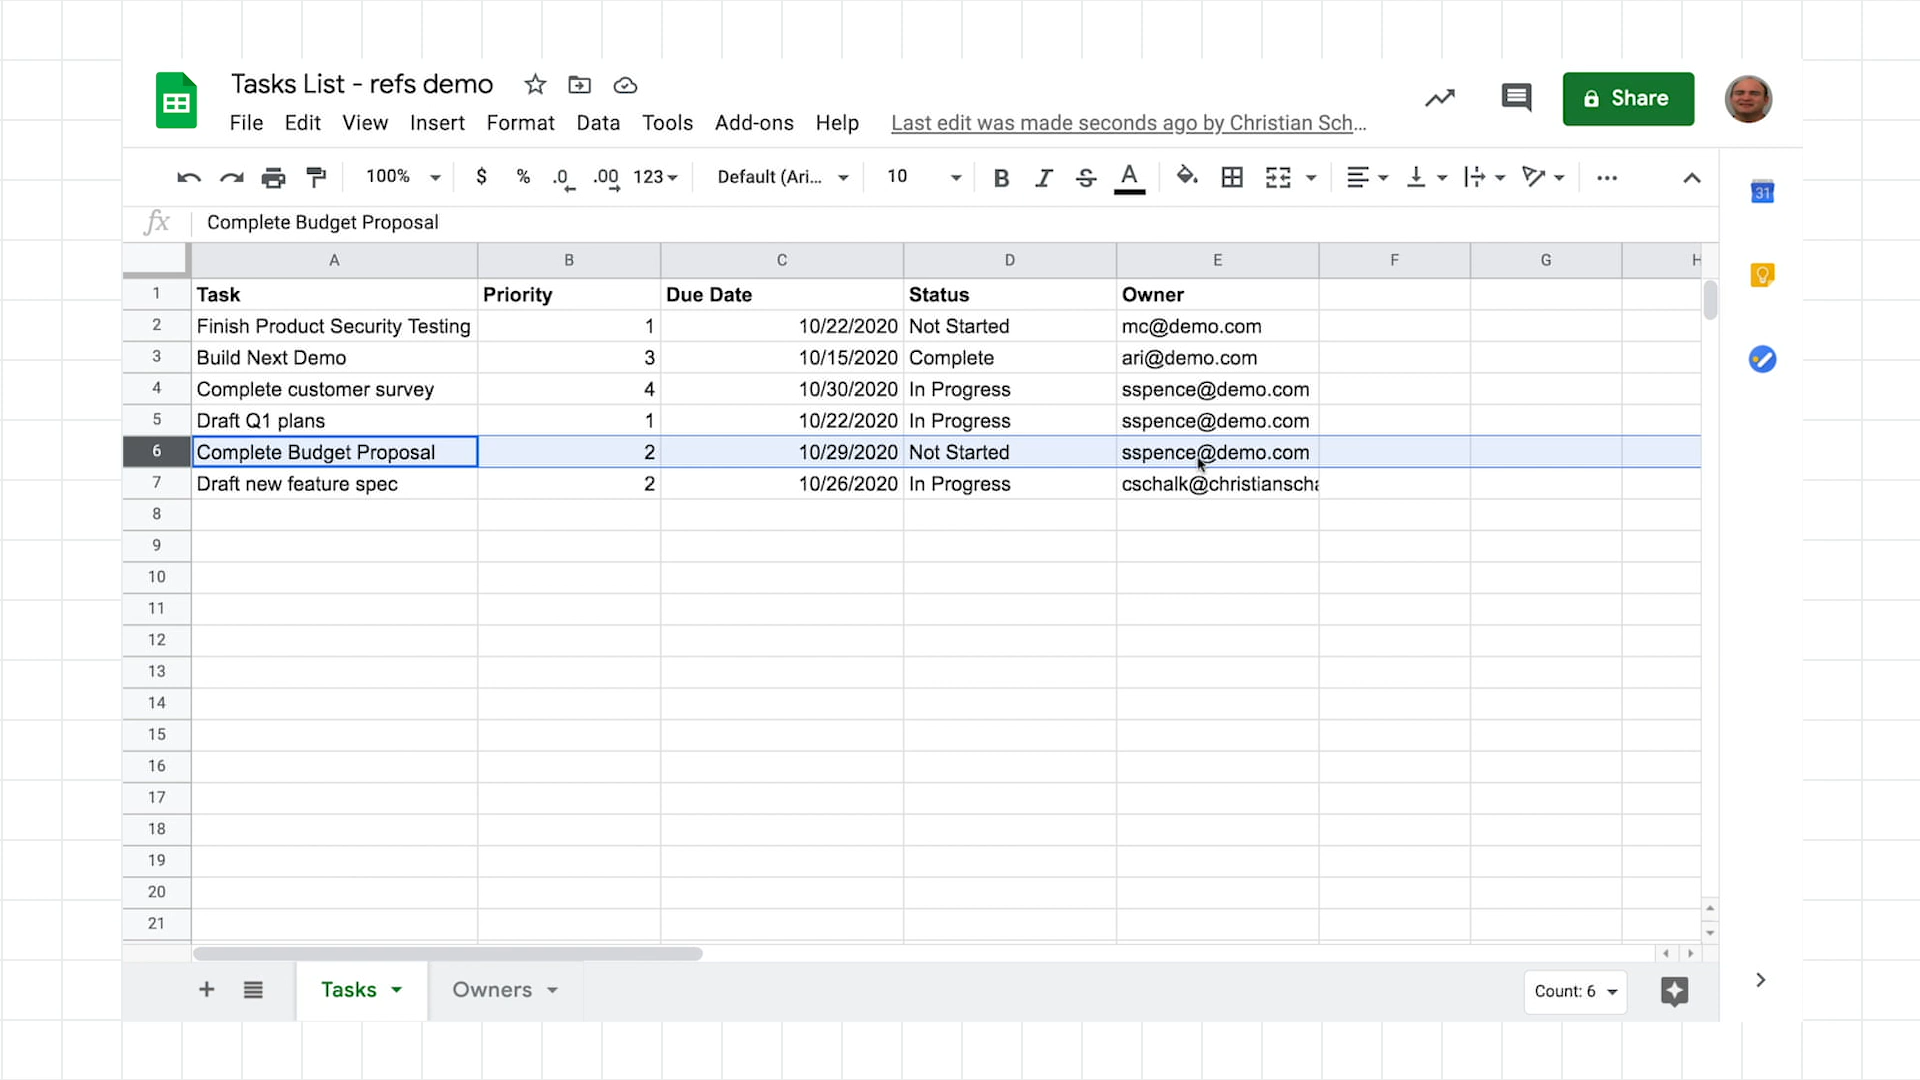 Tasks List - refs demo
File Edit View Insert Format Data Tools Add-ons Help Last edit was made seconds ago by Christian Sch...
Share
100% $ % .0 .00 123 Default (Ari... 10 B I S A
31
fx Complete Budget Proposal
A B C D E F G H
1 Task Priority Due Date Status Owner
2 Finish Product Security Testing 1 10/22/2020 Not Started mc@demo.com
3 Build Next Demo 3 10/15/2020 Complete ari@demo.com
4 Complete customer survey 4 10/30/2020 In Progress sspence@demo.com
5 Draft Q1 plans 1 10/22/2020 In Progress sspence@demo.com
6 Complete Budget Proposal 2 10/29/2020 Not Started sspence@demo.com
7 Draft new feature spec 2 10/26/2020 In Progress cschalk@christianscha
8
9
10
11
12
13
14
15
16
17
18
19
20
21
Tasks Owners Count: 6